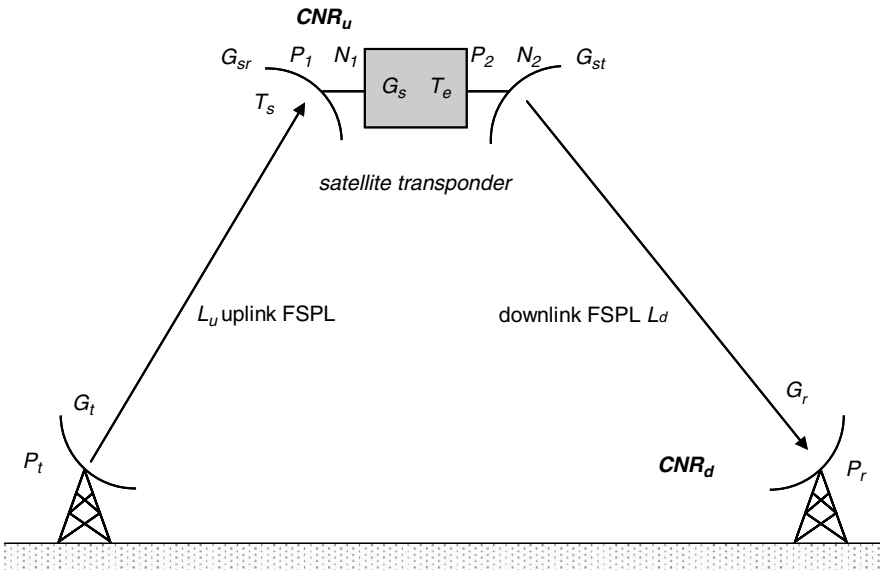 CNRu
Gsr P1 N1 P2 N2 Gst
Ts Gs Te
satellite transponder
Lu uplink FSPL downlink FSPL Ld
Gt Gr
Pt CNRd Pr